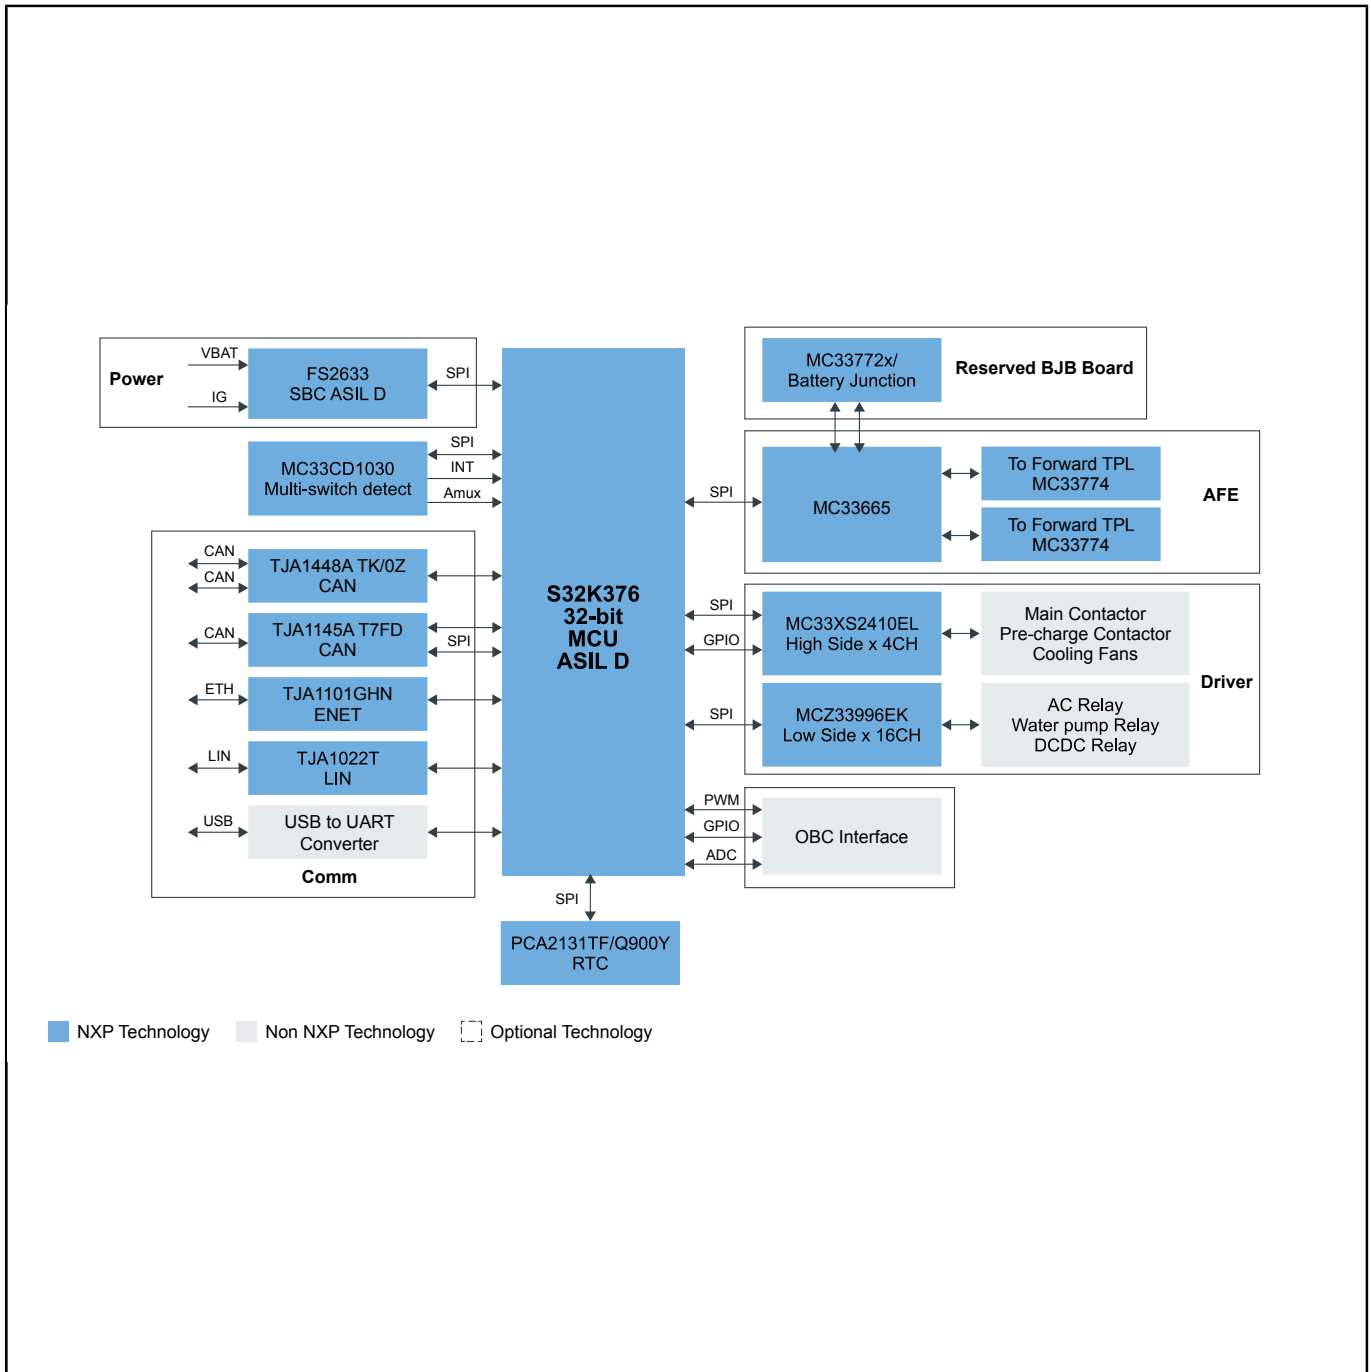 Power
VBAT
IG
FS2633
SBC ASIL D
SPI
MC33CD1030
Multi-switch detect
SPI
INT
Amux
CAN
CAN
TJA1448A TK/0Z
CAN
CAN
TJA1145A T7FD
CAN
SPI
ETH
TJA1101GHN
ENET
LIN
TJA1022T
LIN
USB
USB to UART
Converter
Comm
S32K376
32-bit
MCU
ASIL D
SPI
PCA2131TF/Q900Y
RTC
MC33772x/
Battery Junction
Reserved BJB Board
SPI
MC33665
To Forward TPL
MC33774
To Forward TPL
MC33774
AFE
SPI
GPIO
MC33XS2410EL
High Side x 4CH
Main Contactor
Pre-charge Contactor
Cooling Fans
SPI
MCZ33996EK
Low Side x 16CH
AC Relay
Water pump Relay
DCDC Relay
Driver
PWM
GPIO
ADC
OBC Interface
NXP Technology
Non NXP Technology
Optional Technology